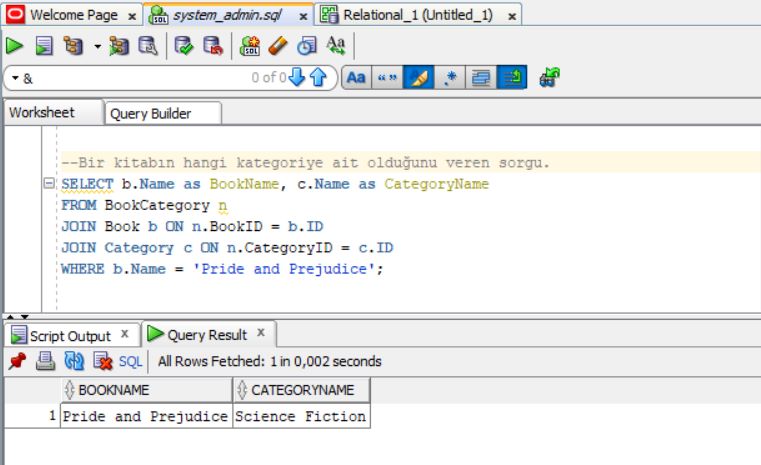 Welcome Page x system_admin.sql x Relational_1 (Untitled_1) x
SQL
& 0 of 0 Aa “” .*
Worksheet Query Builder
--Bir kitabın hangi kategoriye ait olduğunu veren sorgu.
SELECT b.Name as BookName, c.Name as CategoryName
FROM BookCategory n
JOIN Book b ON n.BookID = b.ID
JOIN Category c ON n.CategoryID = c.ID
WHERE b.Name = 'Pride and Prejudice';
Script Output x Query Result x
SQL All Rows Fetched: 1 in 0,002 seconds
BOOKNAME CATEGORYNAME
1 Pride and Prejudice Science Fiction